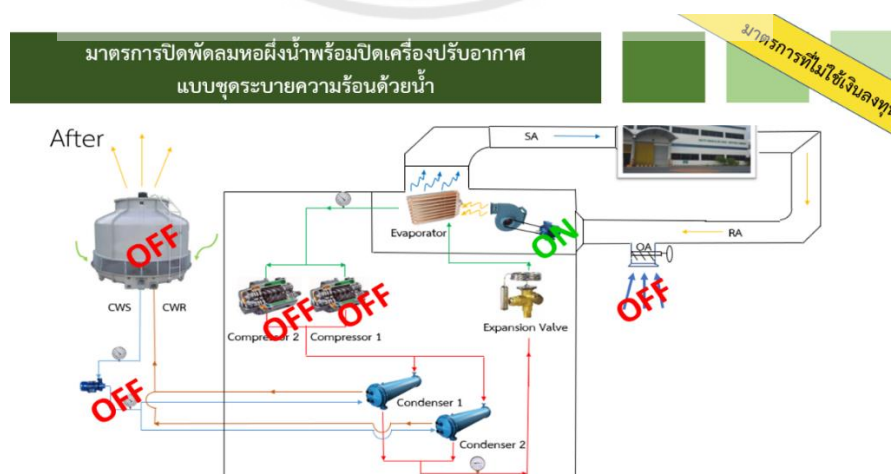 มาตรการปิดพัดลมหอผึ่งน้ำพร้อมปิดเครื่องปรับอากาศ
แบบชุดระบายความร้อนด้วยน้ำ
มาตรการที่ไม่ใช้เงินลงทุน
After
SA
OFF
Evaporator
ON
RA
OA
OFF
CWS CWR
OFF OFF
Compressor 2 Compressor 1
Expansion Valve
OFF
Condenser 1
Condenser 2